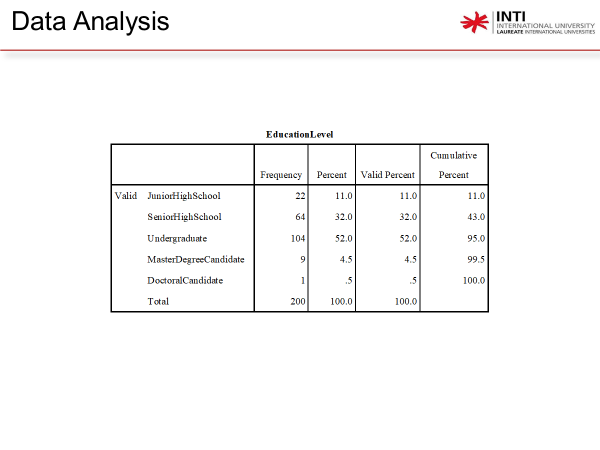 Data Analysis
INTI
INTERNATIONAL UNIVERSITY
LAUREATE INTERNATIONAL UNIVERSITIES
EducationLevel
Frequency Percent Valid Percent Cumulative Percent
Valid JuniorHighSchool 22 11.0 11.0 11.0
SeniorHighSchool 64 32.0 32.0 43.0
Undergraduate 104 52.0 52.0 95.0
MasterDegreeCandidate 9 4.5 4.5 99.5
DoctoralCandidate 1 .5 .5 100.0
Total 200 100.0 100.0